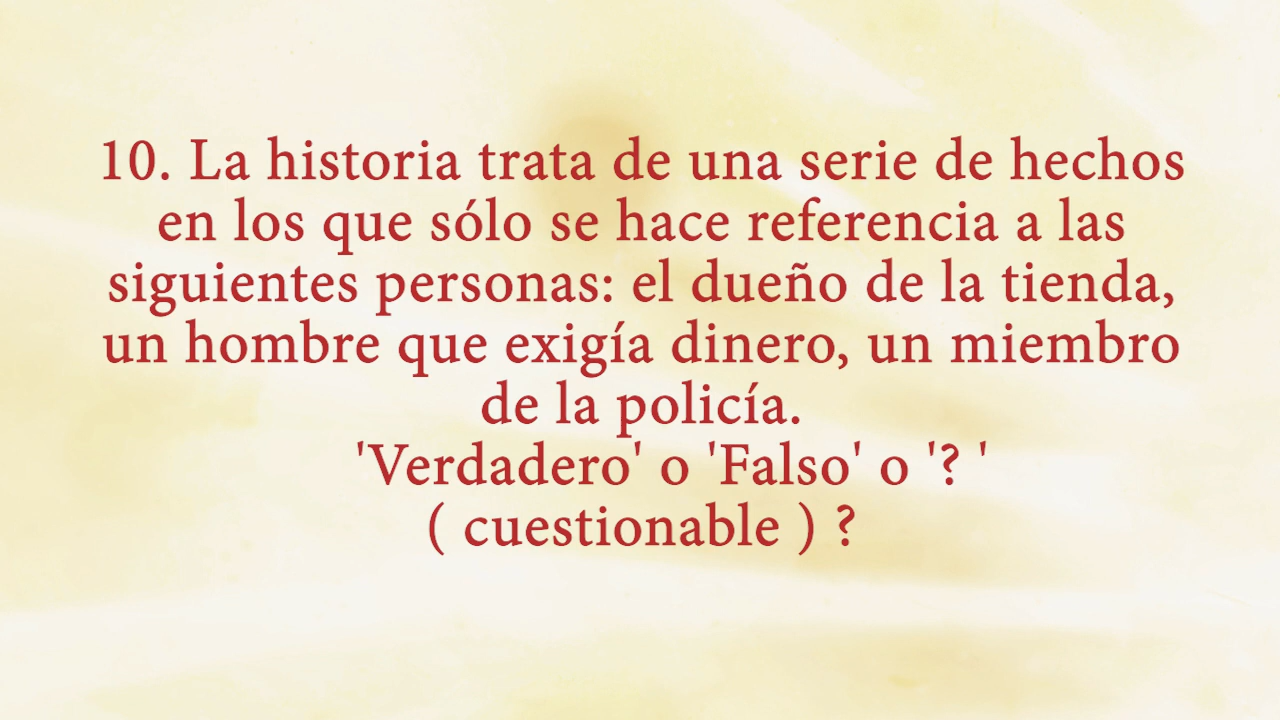 10. La historia trata de una serie de hechos
en los que sólo se hace referencia a las
siguientes personas: el dueño de la tienda,
un hombre que exigía dinero, un miembro
de la policía.
'Verdadero' o 'Falso' o '? '
( cuestionable ) ?